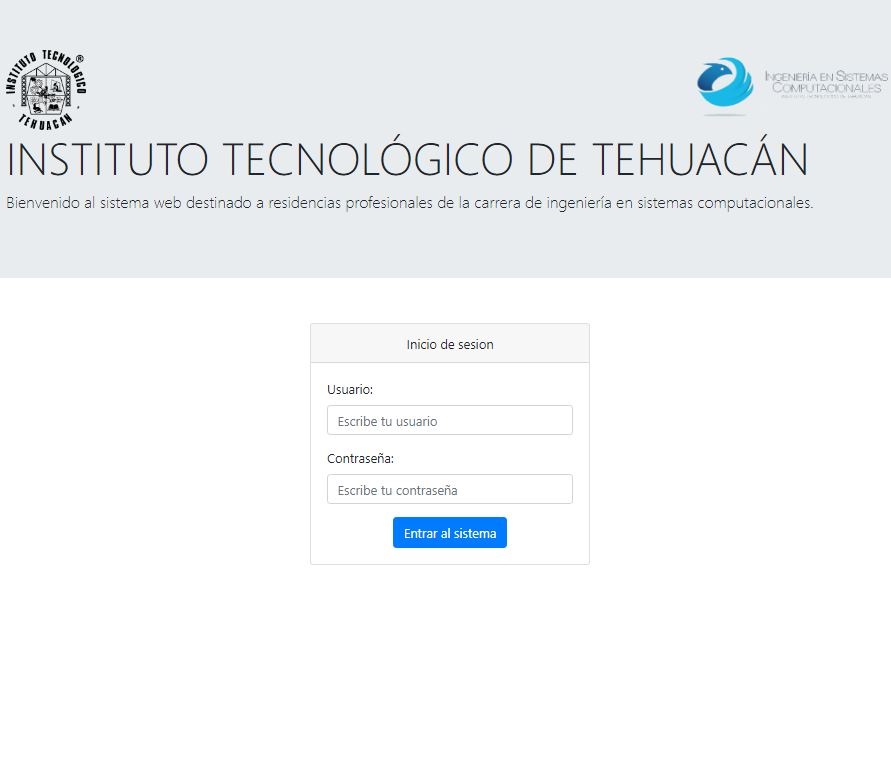 INSTITUTO TECNOLOGICO
TEHUACAN
INGENIERÍA EN SISTEMAS
COMPUTACIONALES
INSTITUTO TECNOLÓGICO DE TEHUACÁN
Bienvenido al sistema web destinado a residencias profesionales de la carrera de ingeniería en sistemas computacionales.
Inicio de sesion
Usuario:
Escribe tu usuario
Contraseña:
Escribe tu contraseña
Entrar al sistema